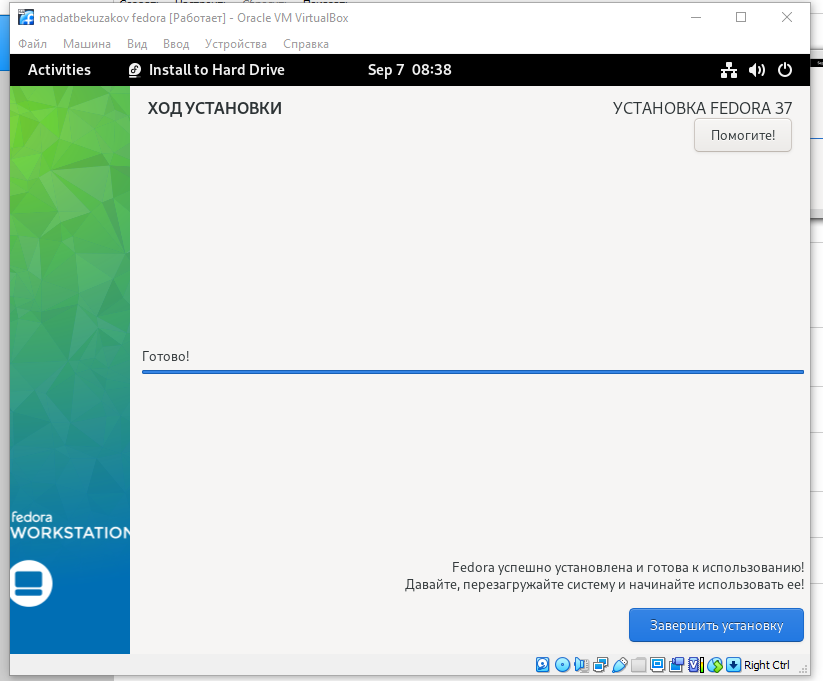 madatbekuzakov fedora [Работает] - Oracle VM VirtualBox
Файл Машина Вид Ввод Устройства Справка
Activities Install to Hard Drive Sep 7 08:38
ХОД УСТАНОВКИ УСТАНОВКА FEDORA 37
Помогите!
Готово!
fedora
WORKSTATION
Fedora успешно установлена и готова к использованию!
Давайте, перезагружайте систему и начинайте использовать ее!
Завершить установку
Right Ctrl